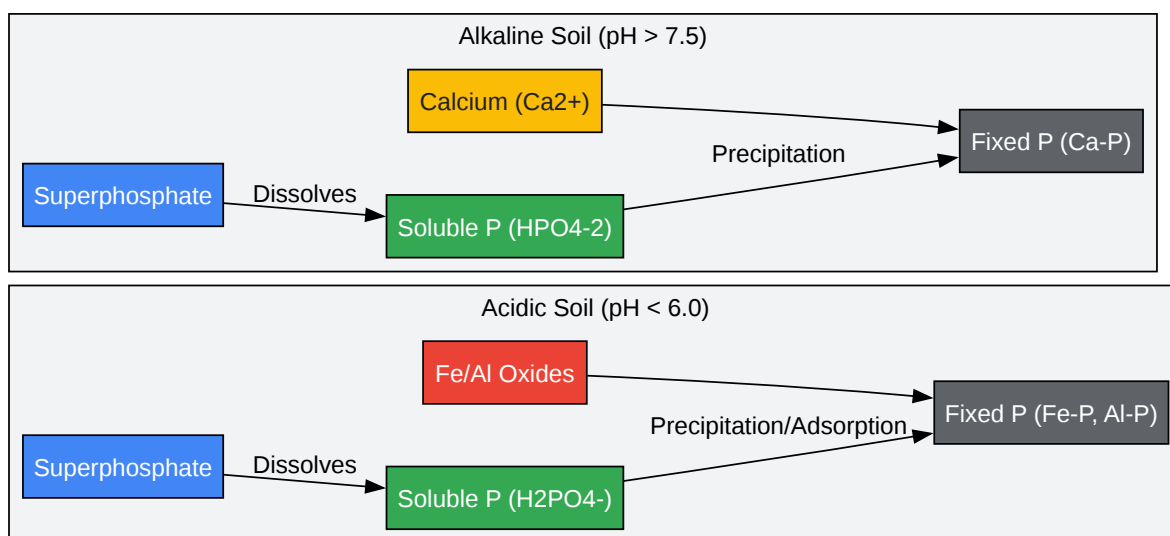 Alkaline Soil (pH > 7.5)
Calcium (Ca2+)
Fixed P (Ca-P)
Precipitation
Superphosphate
Dissolves
Soluble P (HPO4-2)
Acidic Soil (pH < 6.0)
Fe/Al Oxides
Fixed P (Fe-P, Al-P)
Precipitation/Adsorption
Superphosphate
Dissolves
Soluble P (H2PO4-)